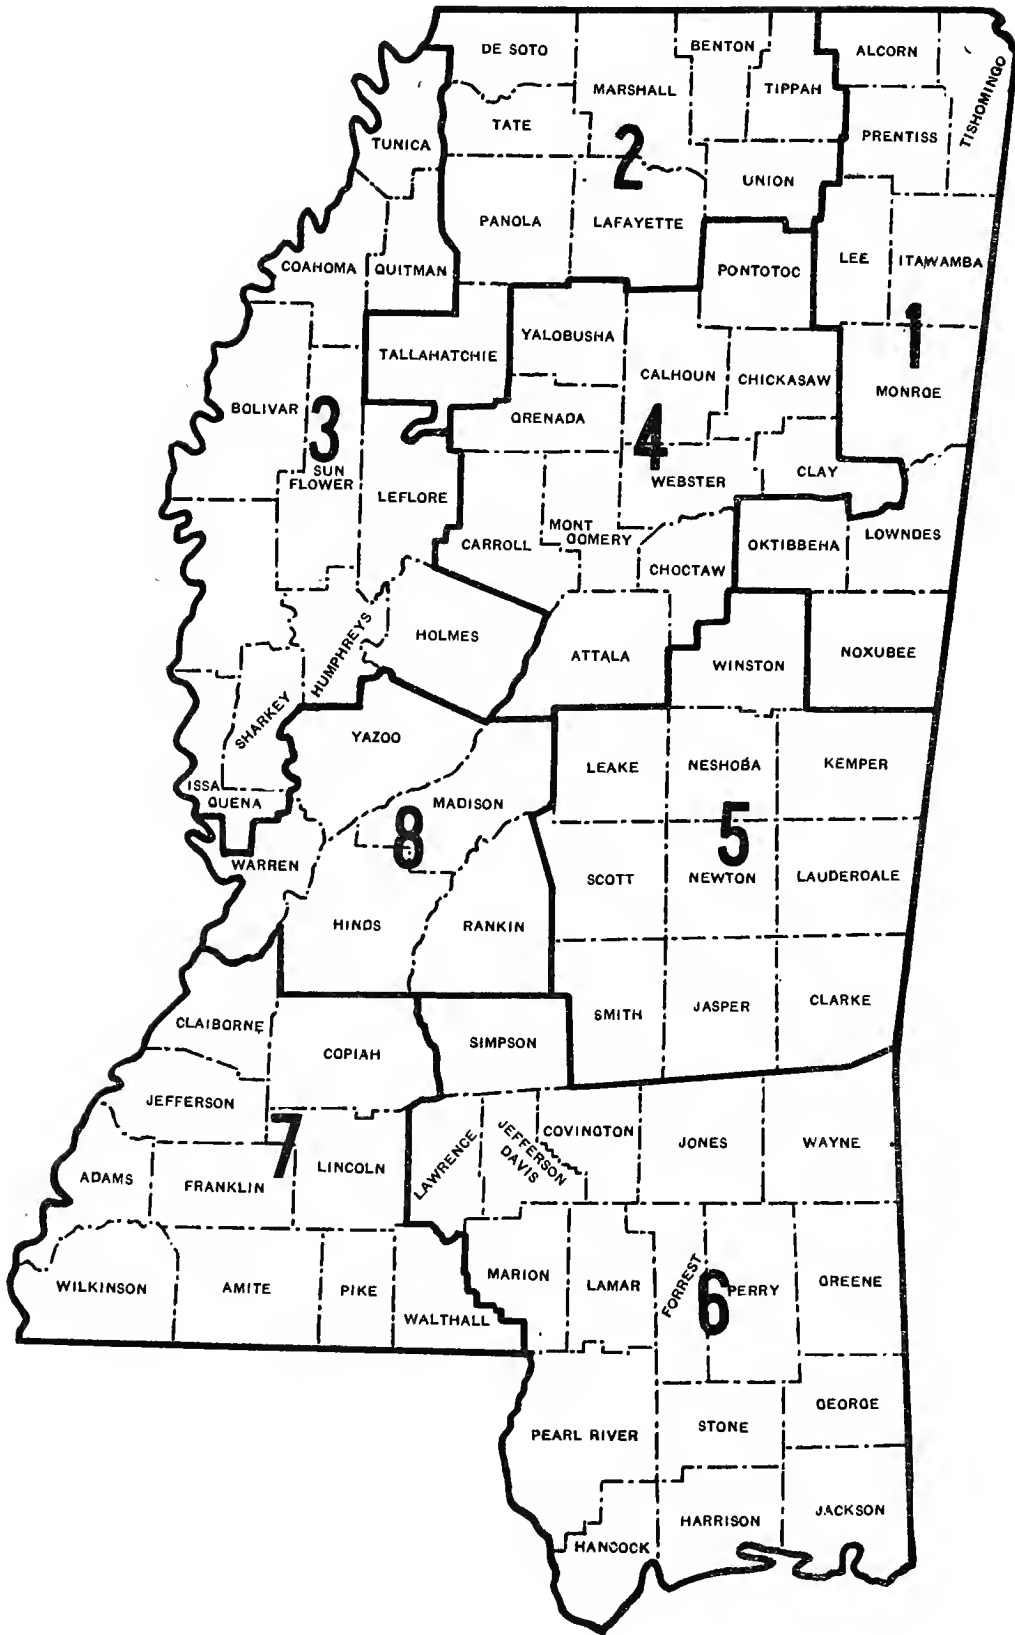 DE SOTO
BENTON
ALCORN
TISHOMINGO
MARSHALL
TIPPAH
TATE
PRENTISS
TUNICA
2
UNION
PANOLA
LAFAYETTE
COAHOMA
QUITMAN
PONTOTOC
LEE
ITAWAMBA
1
YALOBUSHA
TALLAHATCHIE
CALHOUN
CHICKASAW
MONROE
BOLIVAR
3
GRENADA
4
SUN
FLOWER
WEBSTER
CLAY
LEFLORE
MONT
GOMERY
CARROLL
OKTIBBEHA
LOWNDES
CHOCTAW
HUMPHREYS
HOLMES
ATTALA
WINSTON
NOXUBEE
SHARKEY
YAZOO
LEAKE
NESHOBA
KEMPER
ISSA
QUENA
MADISON
8
5
WARREN
SCOTT
NEWTON
LAUDERDALE
HINDS
RANKIN
CLAIBORNE
COPIAH
SIMPSON
SMITH
JASPER
CLARKE
JEFFERSON
7
LAWRENCE
JEFFERSON
DAVIS
COVINGTON
JONES
WAYNE
ADAMS
FRANKLIN
LINCOLN
WILKINSON
AMITE
PIKE
WALTHALL
MARION
LAMAR
FORREST
6
PERRY
GREENE
PEARL RIVER
STONE
GEORGE
HANCOCK
HARRISON
JACKSON